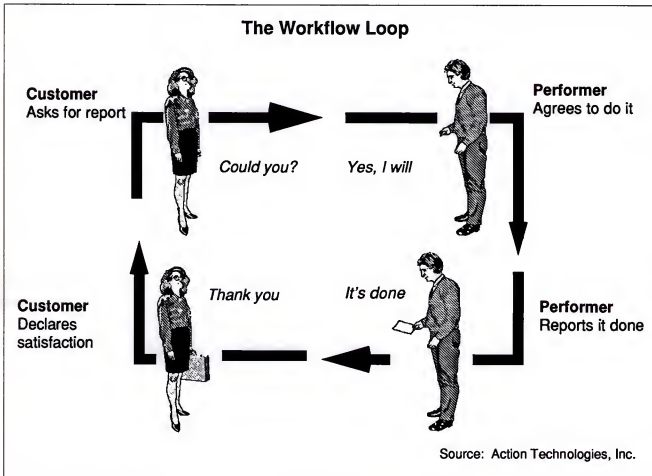 The Workflow Loop
Customer
Asks for report
Performer
Agrees to do it
Could you?
Yes, I will
Customer
Declares
satisfaction
Thank you
It's done
Performer
Reports it done
Source: Action Technologies, Inc.